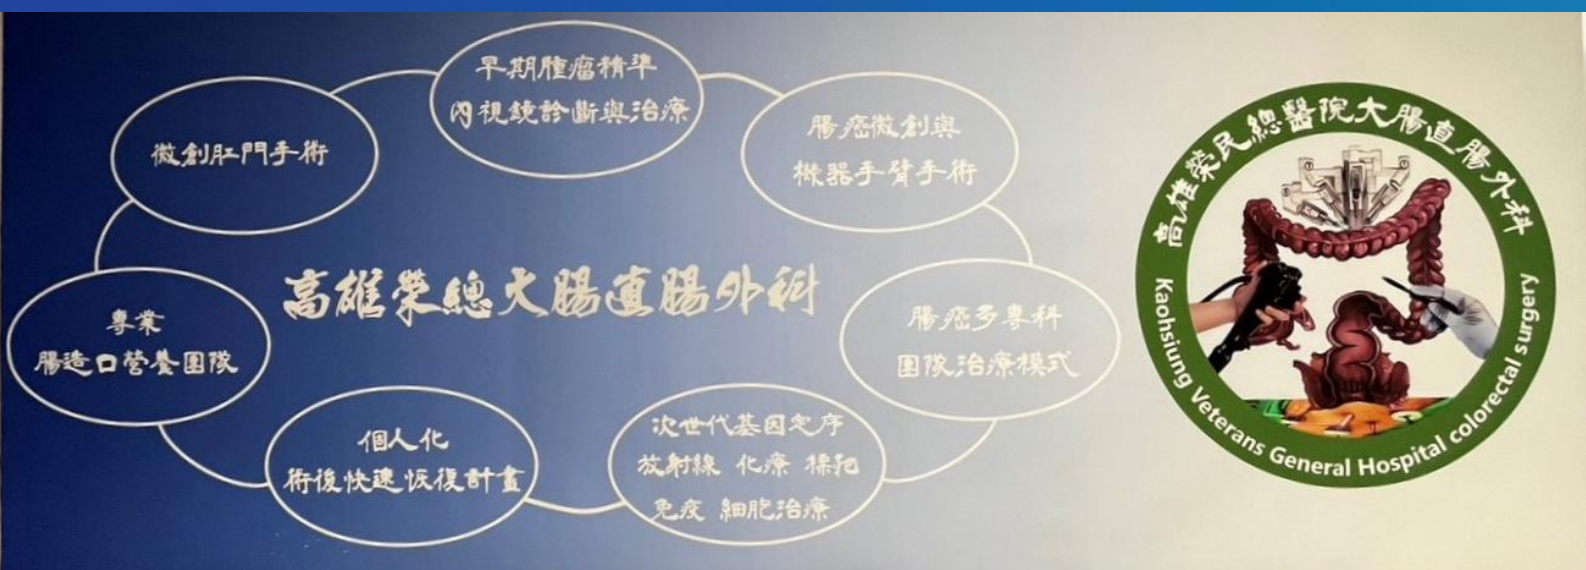 早期腫瘤精準
內視鏡診斷與治療
腸癌微創與
機器手臂手術
腸癌多專科
團隊治療模式
次世代基因定序
放射線 化療 標靶
免疫 細胞治療
個人化
術後快速恢復計畫
專業
腸造口營養團隊
微創肛門手術
高雄榮總大腸直腸外科
高雄榮民總醫院大腸直腸外科
Kaohsiung Veterans General Hospital colorectal surgery